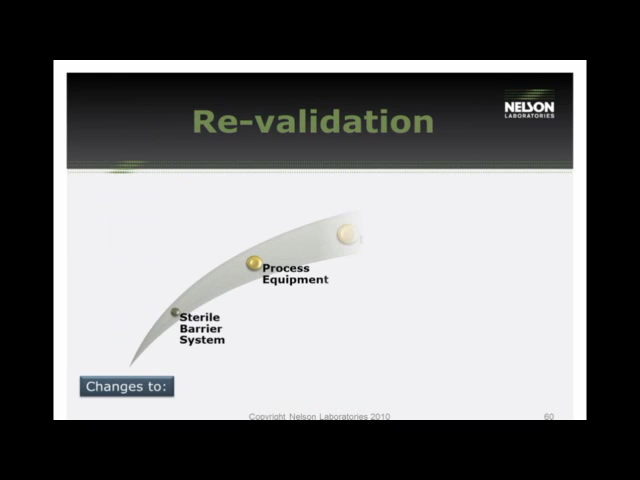 Re-validation
NELSON
LABORATORIES
Process
Equipment
Sterile
Barrier
System
Changes to:
Copyright Nelson Laboratories 2010
60